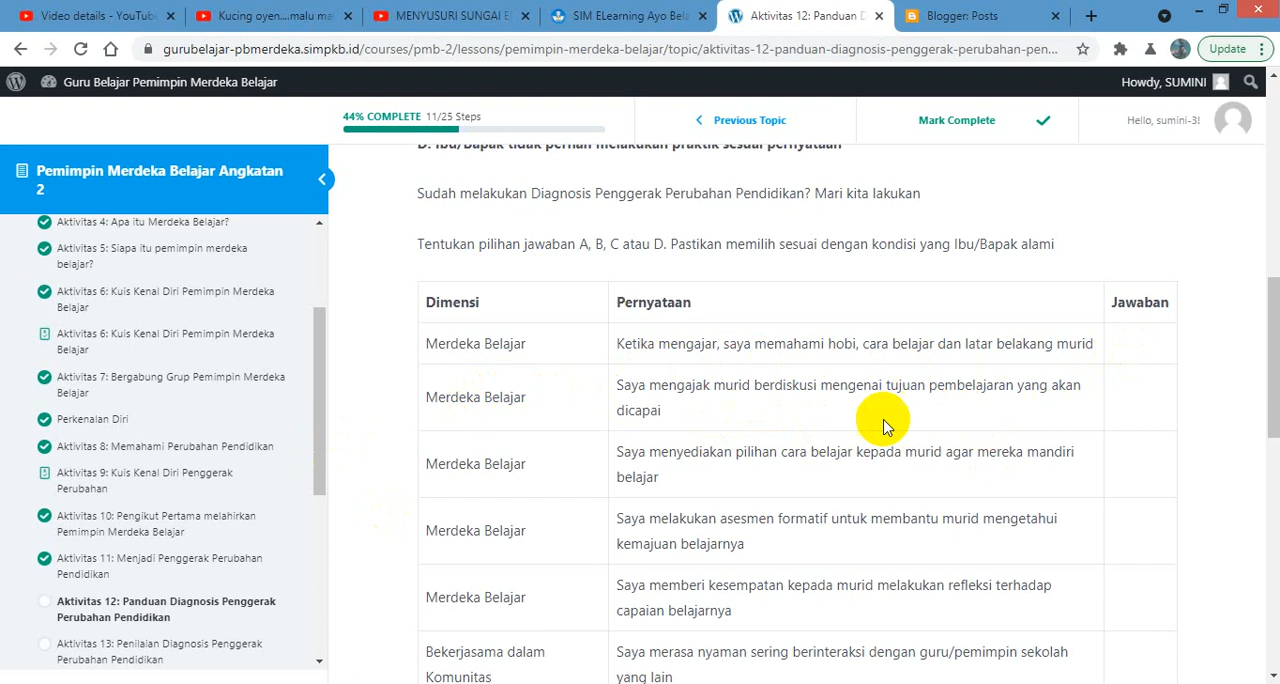 Video details - YouTub
Kucing oyen....malu ma
MENYUSURI SUNGAI E
SIM ELearning Ayo Bela
Aktivitas 12: Panduan D
Blogger: Posts
gurubelajar-pbmerdeka.simpkb.id/courses/pmb-2/lessons/pemimpin-merdeka-belajar/topic/aktivitas-12-panduan-diagnosis-penggerak-perubahan-pen...
Update
Guru Belajar Pemimpin Merdeka Belajar
Howdy, SUMINI
44% COMPLETE 11/25 Steps
Previous Topic
Mark Complete
Hello, sumini-3!
Pemimpin Merdeka Belajar Angkatan
2
Aktivitas 4: Apa itu Merdeka Belajar?
Aktivitas 5: Siapa itu pemimpin merdeka
belajar?
Aktivitas 6: Kuis Kenal Diri Pemimpin Merdeka
Belajar
Aktivitas 6: Kuis Kenal Diri Pemimpin Merdeka
Belajar
Aktivitas 7: Bergabung Grup Pemimpin Merdeka
Belajar
Perkenalan Diri
Aktivitas 8: Memahami Perubahan Pendidikan
Aktivitas 9: Kuis Kenal Diri Penggerak
Perubahan
Aktivitas 10: Pengikut Pertama melahirkan
Pemimpin Merdeka Belajar
Aktivitas 11: Menjadi Penggerak Perubahan
Pendidikan
Aktivitas 12: Panduan Diagnosis Penggerak
Perubahan Pendidikan
Aktivitas 13: Penilaian Diagnosis Penggerak
Perubahan Pendidikan
D. Ibu/Bapak tidak pernah melakukan praktik sesuai pernyataan
Sudah melakukan Diagnosis Penggerak Perubahan Pendidikan? Mari kita lakukan
Tentukan pilihan jawaban A, B, C atau D. Pastikan memilih sesuai dengan kondisi yang Ibu/Bapak alami
Dimensi
Pernyataan
Jawaban
Merdeka Belajar
Ketika mengajar, saya memahami hobi, cara belajar dan latar belakang murid
Merdeka Belajar
Saya mengajak murid berdiskusi mengenai tujuan pembelajaran yang akan
dicapai
Merdeka Belajar
Saya menyediakan pilihan cara belajar kepada murid agar mereka mandiri
belajar
Merdeka Belajar
Saya melakukan asesmen formatif untuk membantu murid mengetahui
kemajuan belajarnya
Merdeka Belajar
Saya memberi kesempatan kepada murid melakukan refleksi terhadap
capaian belajarnya
Bekerjasama dalam
Komunitas
Saya merasa nyaman sering berinteraksi dengan guru/pemimpin sekolah
yang lain